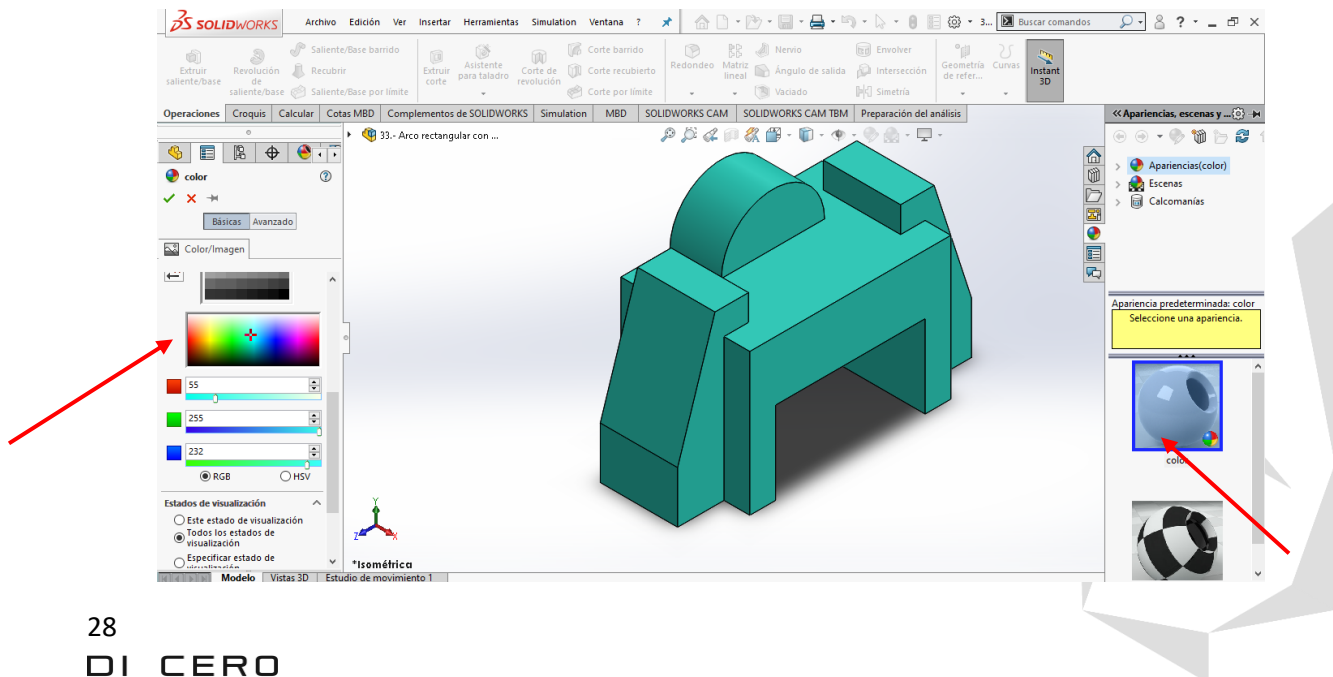 SOLIDWORKS Archivo Edición Ver Insertar Herramientas Simulation Ventana ? 3... Buscar comandos ?
Extruir saliente/base
Revolución de saliente/base
Saliente/Base barrido
Recubrir
Saliente/Base por límite
Extruir corte
Asistente para taladro
Corte de revolución
Corte barrido
Corte recubierto
Corte por límite
Redondeo
Matriz lineal
Nervio
Ángulo de salida
Vaciado
Envolver
Intersección
Simetría
Geometría de refer...
Curvas
Instant 3D
Operaciones Croquis Calcular Cotas MBD Complementos de SOLIDWORKS Simulation MBD SOLIDWORKS CAM SOLIDWORKS CAM TBM Preparación del análisis
33.- Arco rectangular con ...
color
Básicas Avanzado
Color/Imagen
55
255
232
RGB HSV
Estados de visualización
Este estado de visualización
Todos los estados de
visualización
Especificar estado de
visualización
Y
Z X
*Isométrica
Modelo Vistas 3D Estudio de movimiento 1
Apariencias, escenas y ...
Apariencias(color)
Escenas
Calcomanías
Apariencia predeterminada: color
Seleccione una apariencia.
color
28
DI CERO